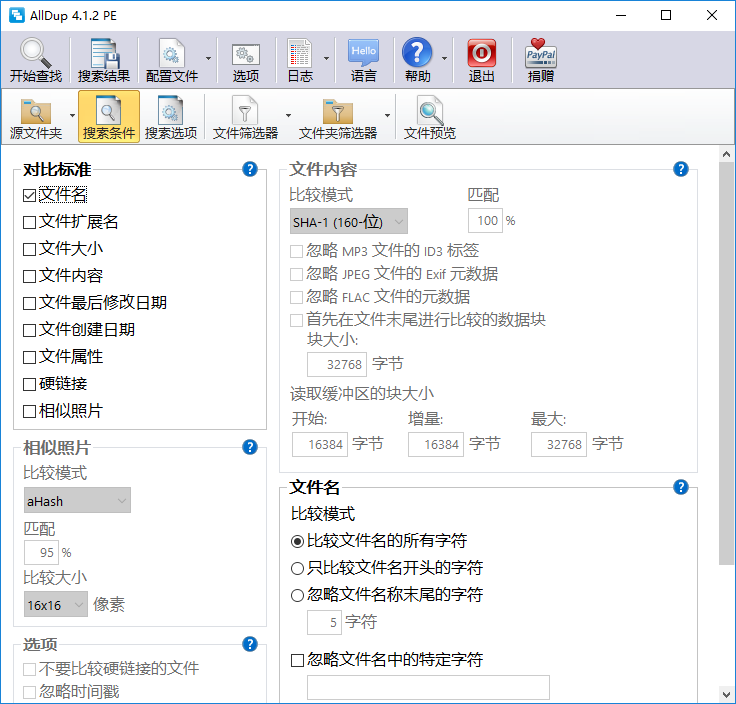 AllDup 4.1.2 PE
开始查找 搜索结果 配置文件 选项 日志 语言 帮助 退出 捐赠
Hello
PayPal
源文件夹 搜索条件 搜索选项 文件筛选器 文件夹筛选器 文件预览
对比标准
文件名
文件扩展名
文件大小
文件内容
文件最后修改日期
文件创建日期
文件属性
硬链接
相似照片
相似照片
比较模式
aHash
匹配
95 %
比较大小
16x16 像素
选项
不要比较硬链接的文件
忽略时间戳
文件内容
比较模式 匹配
SHA-1 (160-位) 100 %
忽略 MP3 文件的 ID3 标签
忽略 JPEG 文件的 Exif 元数据
忽略 FLAC 文件的元数据
首先在文件末尾进行比较的数据块
块大小:
32768 字节
读取缓冲区的块大小
开始: 增量: 最大:
16384 字节 16384 字节 32768 字节
文件名
比较模式
比较文件名的所有字符
只比较文件名开头的字符
忽略文件名称末尾的字符
5 字符
忽略文件名中的特定字符